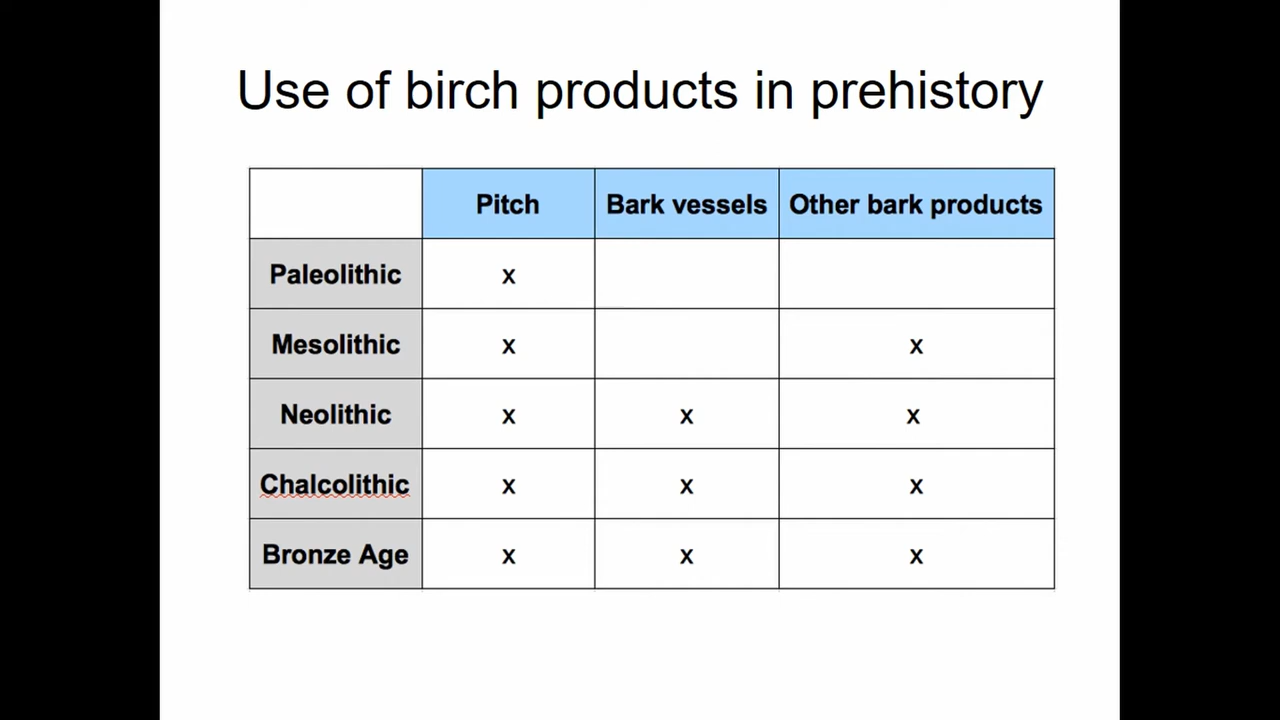 Use of birch products in prehistory
Pitch Bark vessels Other bark products
Paleolithic x
Mesolithic x x
Neolithic x x x
Chalcolithic x x x
Bronze Age x x x